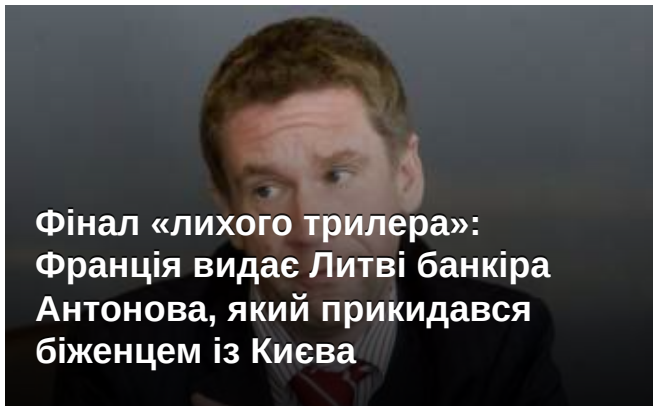 Фінал «лихого трилера»:
Франція видає Литві банкіра
Антонова, який прикидався
біженцем із Києва